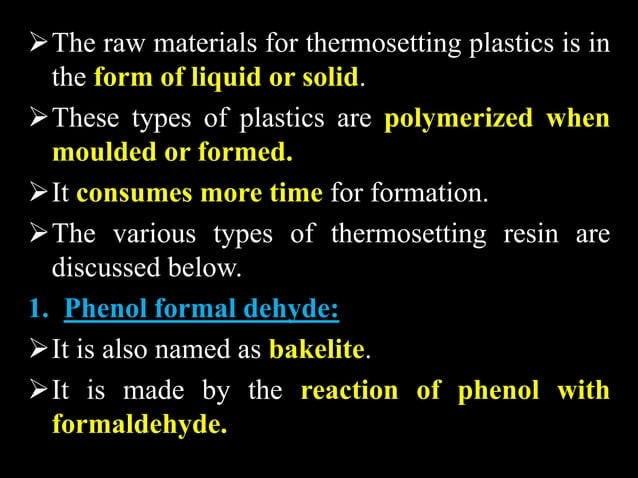 ➢The raw materials for thermosetting plastics is in
the form of liquid or solid.
➢These types of plastics are polymerized when
moulded or formed.
➢It consumes more time for formation.
➢The various types of thermosetting resin are
discussed below.
1. Phenol formal dehyde:
➢It is also named as bakelite.
➢It is made by the reaction of phenol with
formaldehyde.